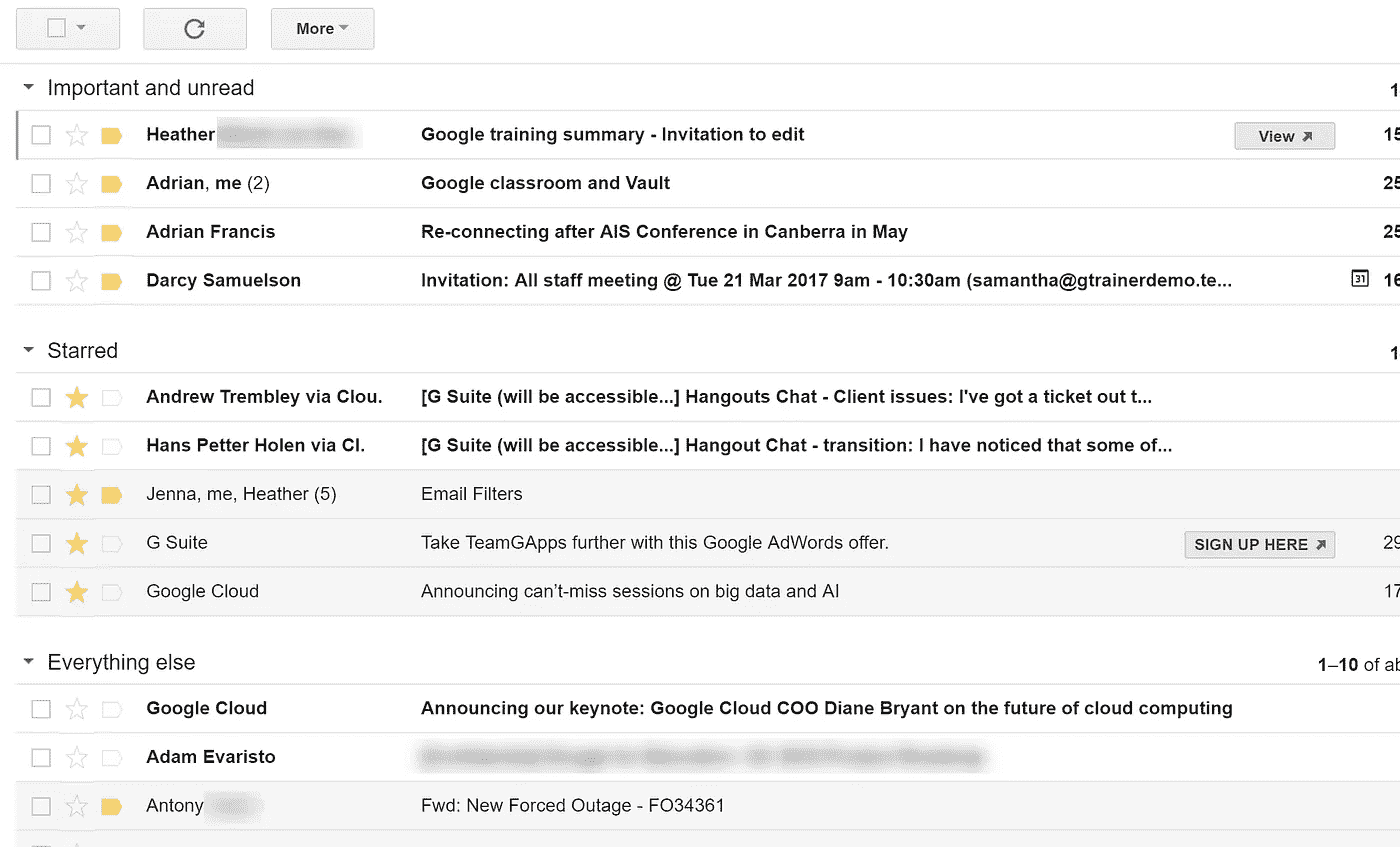 More
Important and unread
1
Heather Google training summary - Invitation to edit View 15
Adrian, me (2) Google classroom and Vault 25
Adrian Francis Re-connecting after AIS Conference in Canberra in May 25
Darcy Samuelson Invitation: All staff meeting @ Tue 21 Mar 2017 9am - 10:30am (samantha@gtrainerdemo.te... 31 16
Starred
1
Andrew Trembley via Clou. [G Suite (will be accessible...] Hangouts Chat - Client issues: I've got a ticket out t...
Hans Petter Holen via Cl. [G Suite (will be accessible...] Hangout Chat - transition: I have noticed that some of...
Jenna, me, Heather (5) Email Filters
G Suite Take TeamGApps further with this Google AdWords offer. SIGN UP HERE 29
Google Cloud Announcing can’t-miss sessions on big data and AI 17
Everything else
1–10 of ab
Google Cloud Announcing our keynote: Google Cloud COO Diane Bryant on the future of cloud computing
Adam Evaristo
Antony Fwd: New Forced Outage - FO34361